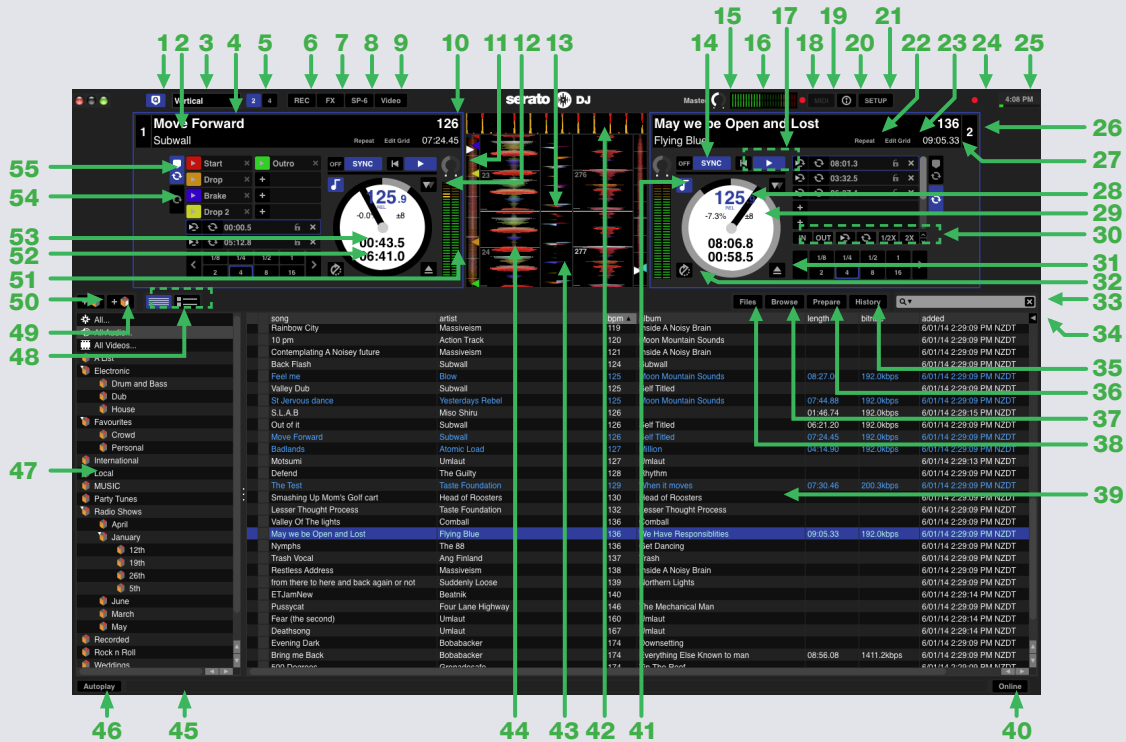 1 2 3 4 5 6 7 8 9 10 11 12 13 14 15 16 17 18 19 20 21 22 23 24 25
Vertical 2 4 REC FX SP-6 Video serato DJ Master MIDI SETUP 4:08 PM
1 Move Forward 126
Subwall Repeat Edit Grid 07:24.45
May we be Open and Lost 136 2
Flying Blue Repeat Edit Grid 09:05.33
26
27
28
29
30
31
32
33
34
35
36
37
38
39
55
54
53
52
51
50
49
48
47
Start Outro
Drop
Brake
Drop 2
00:00.5
05:12.8
1/8 1/4 1/2 1
2 4 8 16
OFF SYNC
125.9
REL
-0.0% ±8
00:43.5
06:41.0
23 276
24 277
OFF SYNC
125.9
REL
-7.3% ±8
08:06.8
00:58.5
08:01.3
03:32.5
IN OUT 1/2X 2X
1/8 1/4 1/2 1
2 4 8 16
Files Browse Prepare History
All...
All Audio...
All Videos...
A List
Electronic
Drum and Bass
Dub
House
Favourites
Crowd
Personal
International
Local
MUSIC
Party Tunes
Radio Shows
April
January
12th
19th
26th
5th
June
March
May
Recorded
Rock n Roll
Weddings
song artist bpm album length bitrate added
Rainbow City Massiveism 119 Inside A Noisy Brain 6/01/14 2:29:09 PM NZDT
10 pm Action Track 120 Moon Mountain Sounds 6/01/14 2:29:09 PM NZDT
Contemplating A Noisey future Massiveism 121 Inside A Noisy Brain 6/01/14 2:29:09 PM NZDT
Back Flash Subwall 124 Subwall 6/01/14 2:29:09 PM NZDT
Feel me Blow 125 Moon Mountain Sounds 08:27.00 192.0kbps 6/01/14 2:29:09 PM NZDT
Valley Dub Subwall 125 Self Titled 6/01/14 2:29:09 PM NZDT
St Jervous dance Yesterdays Rebel 125 Moon Mountain Sounds 07:44.88 192.0kbps 6/01/14 2:29:09 PM NZDT
S.L.A.B Miso Shiru 126 01:46.74 192.0kbps 6/01/14 2:29:15 PM NZDT
Out of it Subwall 126 Self Titled 06:21.20 192.0kbps 6/01/14 2:29:09 PM NZDT
Move Forward Subwall 126 Self Titled 07:24.45 192.0kbps 6/01/14 2:29:09 PM NZDT
Badlands Atomic Load 127 Million 04:14.90 192.0kbps 6/01/14 2:29:09 PM NZDT
Motsumi Umlaut 127 Umlaut 6/01/14 2:29:13 PM NZDT
Defend The Guilty 128 Rhythm 6/01/14 2:29:09 PM NZDT
The Test Taste Foundation 129 When it moves 07:30.46 200.3kbps 6/01/14 2:29:09 PM NZDT
Smashing Up Mom's Golf cart Head of Roosters 130 Head of Roosters 6/01/14 2:29:09 PM NZDT
Lesser Thought Process Taste Foundation 132 Lesser Thought Process 6/01/14 2:29:09 PM NZDT
Valley Of The lights Comball 136 Comball 6/01/14 2:29:09 PM NZDT
May we be Open and Lost Flying Blue 136 We Have Responsiblities 09:05.33 192.0kbps 6/01/14 2:29:09 PM NZDT
Nymphs The 88 136 Get Dancing 6/01/14 2:29:09 PM NZDT
Trash Vocal Ang Finland 137 Trash 6/01/14 2:29:09 PM NZDT
Restless Address Massiveism 138 Inside A Noisy Brain 6/01/14 2:29:09 PM NZDT
from there to here and back again or not Suddenly Loose 139 Northern Lights 6/01/14 2:29:09 PM NZDT
ETJamNew Beatnik 140 6/01/14 2:29:14 PM NZDT
Pussycat Four Lane Highway 146 The Mechanical Man 6/01/14 2:29:09 PM NZDT
Fear (the second) Umlaut 160 Umlaut 6/01/14 2:29:14 PM NZDT
Deathsong Umlaut 167 Umlaut 6/01/14 2:29:14 PM NZDT
Evening Dark Bobabacker 174 Downsetting 6/01/14 2:29:09 PM NZDT
Bring me Back Bobabacker 174 Everything Else Known to man 08:56.08 1411.2kbps 6/01/14 2:29:09 PM NZDT
Autoplay Online
46 45 44 43 42 41 40